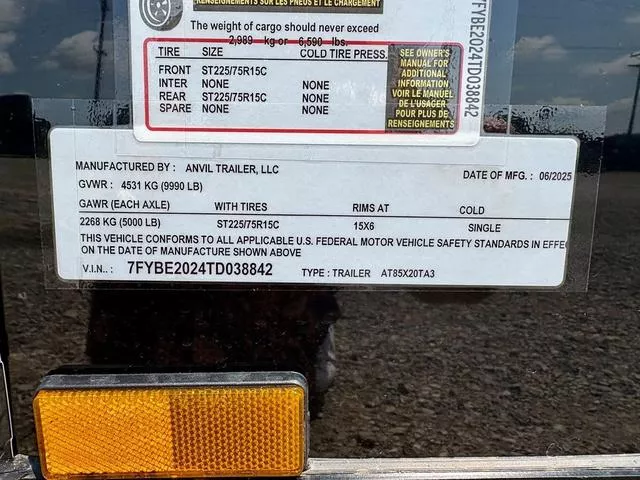 RENSEIGNEMENTS SUR LES PNEUS ET LE CHARGEMENT
The weight of cargo should never exceed
2,989 kg or 6,590 lbs.
TIRE SIZE COLD TIRE PRESS.
FRONT ST225/75R15C
INTER NONE NONE
REAR ST225/75R15C NONE
SPARE NONE NONE
SEE OWNER'S
MANUAL FOR
ADDITIONAL
INFORMATION
VOIR LE MANUEL
DE L'USAGER
POUR PLUS DE
RENSEIGNEMENTS
7FYBE2024TD038842
MANUFACTURED BY: ANVIL TRAILER, LLC
DATE OF MFG.: 06/2025
GVWR: 4531 KG (9990 LB)
GAWR (EACH AXLE) WITH TIRES RIMS AT COLD
2268 KG (5000 LB) ST225/75R15C 15X6 SINGLE
THIS VEHICLE CONFORMS TO ALL APPLICABLE U.S. FEDERAL MOTOR VEHICLE SAFETY STANDARDS IN EFFE
ON THE DATE OF MANUFACTURE SHOWN ABOVE
V.I.N.: 7FYBE2024TD038842 TYPE: TRAILER AT85X20TA3